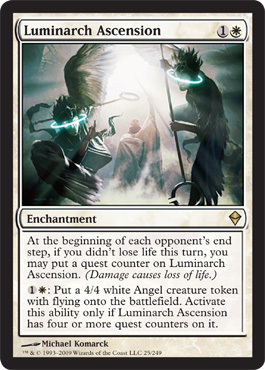 Luminarch Ascension 1
Enchantment
At the beginning of each opponent's end
step, if you didn't lose life this turn, you
may put a quest counter on Luminarch
Ascension. (Damage causes loss of life.)
1 : Put a 4/4 white Angel creature token
with flying onto the battlefield. Activate
this ability only if Luminarch Ascension
has four or more quest counters on it.
Michael Komarck
™ & © 1993–2009 Wizards of the Coast LLC 25/249